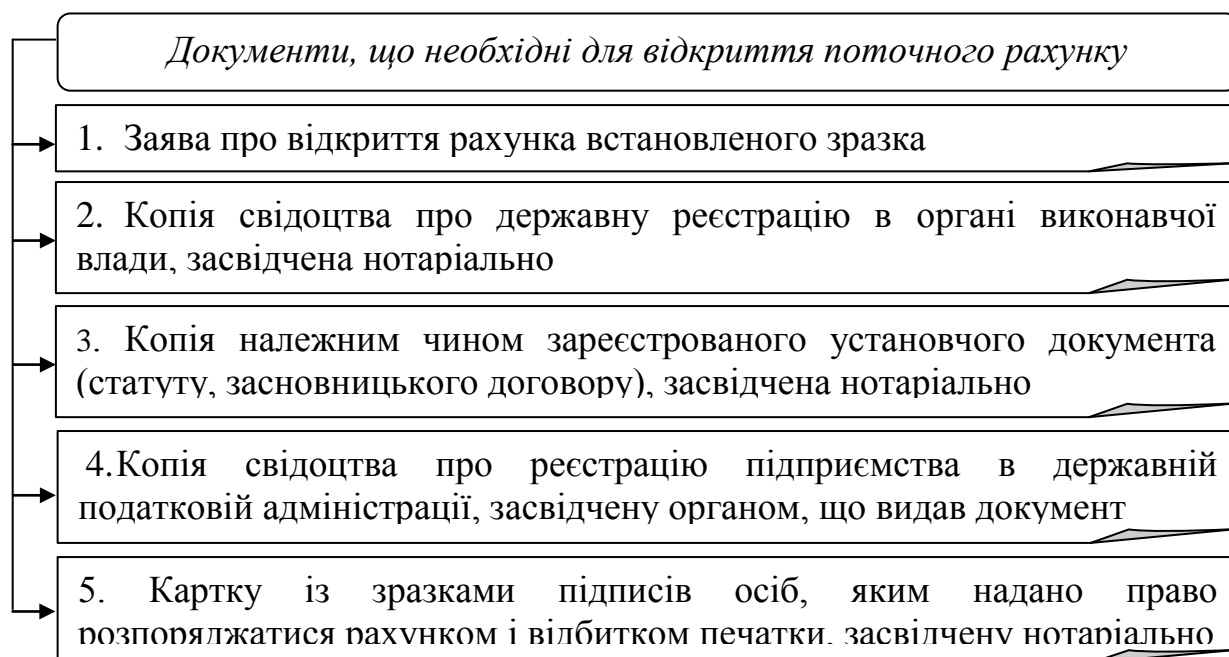 Документи, що необхідні для відкриття поточного рахунку
1. Заява про відкриття рахунка встановленого зразка
2. Копія свідоцтва про державну реєстрацію в органі виконавчої
влади, засвідчена нотаріально
3. Копія належним чином зареєстрованого установчого документа
(статуту, засновницького договору), засвідчена нотаріально
4.Копія свідоцтва про реєстрацію підприємства в державній
податковій адміністрації, засвідчену органом, що видав документ
5. Картку із зразками підписів осіб, яким надано право
розпоряджатися рахунком і відбитком печатки, засвідчену нотаріально